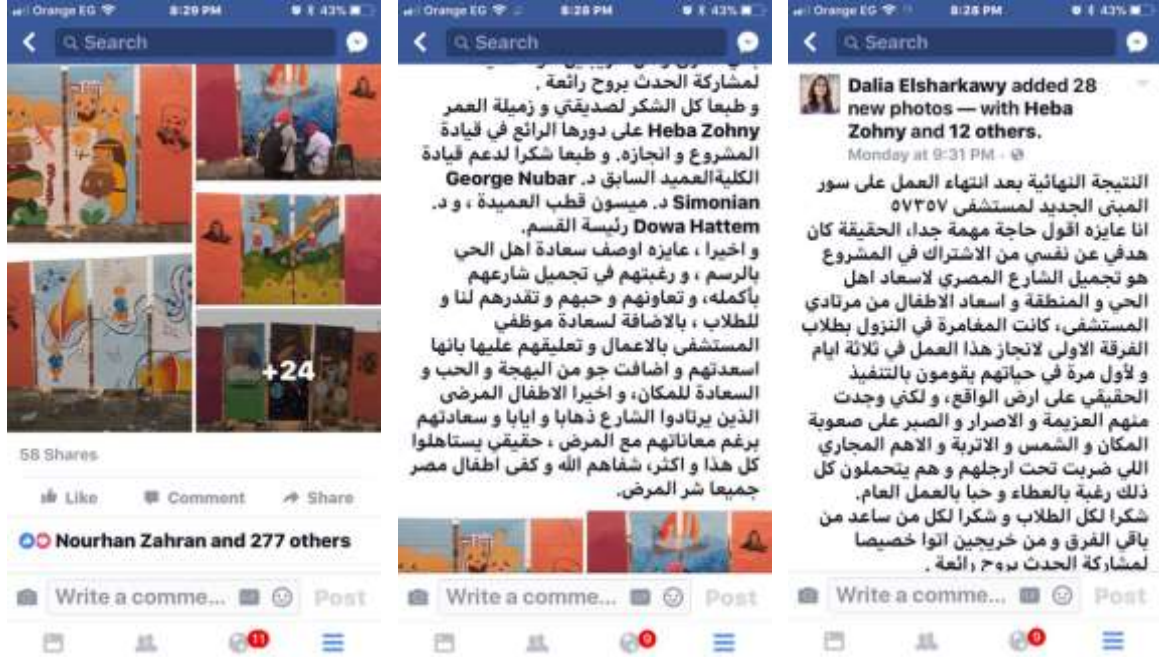 Orange EG 8:28 PM 43%
Search
Dalia Elsharkawy added 28
new photos — with Heba
Zohny and 12 others.
Monday at 9:31 PM
النتيجة النهائية بعد انتهاء العمل على سور
المبنى الجديد لمستشفى ٥٧٣٥٧
انا عايزه اقول حاجة مهمة جدا، الحقيقة كان
هدفي عن نفسي من الاشتراك في المشروع
هو تجميل الشارع المصري لاسعاد اهل
الحي و المنطقة و اسعاد الاطفال من مرتادي
المستشفى، كانت المغامرة في النزول بطلاب
الفرقة الاولى لانجاز هذا العمل في ثلاثة ايام
و لأول مرة في حياتهم يقومون بالتنفيذ
الحقيقي على ارض الواقع، و لكني وجدت
منهم العزيمة و الاصرار و الصبر على صعوبة
المكان و الشمس و الاتربة و الاهم المجاري
اللي ضربت تحت ارجلهم و هم يتحملون كل
ذلك رغبة بالعطاء و حبا بالعمل العام.
شكرا لكل الطلاب و شكرا لكل من ساعد من
باقي الفرق و من خريجين اتوا خصيصا
لمشاركة الحدث بروح رائعة .
Write a comme... Post
9
Orange EG 8:28 PM 43%
Search
لمشاركة الحدث بروح رائعة .
و طبعا كل الشكر لصديقتي و زميلة العمر
Heba Zohny على دورها الرائع في قيادة
المشروع و انجازه. و طبعا شكرا لدعم قيادة
الكليةالعميد السابق د. George Nubar
Simonian د. ميسون قطب العميدة ، و د.
Dowa Hattem رئيسة القسم.
و اخيرا ، عايزه اوصف سعادة اهل الحي
بالرسم ، و رغبتهم في تجميل شارعهم
بأكمله، و تعاونهم و حبهم و تقدرهم لنا و
للطلاب ، بالاضافة لسعادة موظفي
المستشفى بالاعمال و تعليقهم عليها بانها
اسعدتهم و اضافت جو من البهجة و الحب و
السعادة للمكان، و اخيرا الاطفال المرضى
الذين يرتادوا الشارع ذهابا و ايابا و سعادتهم
برغم معاناتهم مع المرض ، حقيقي يستاهلوا
كل هذا و اكتر، شفاهم الله و كفى اطفال مصر
جميعا شر المرض.
Write a comme... Post
9
Orange EG 8:29 PM 43%
Search
+24
58 Shares
Like Comment Share
Nourhan Zahran and 277 others
Write a comme... Post
11